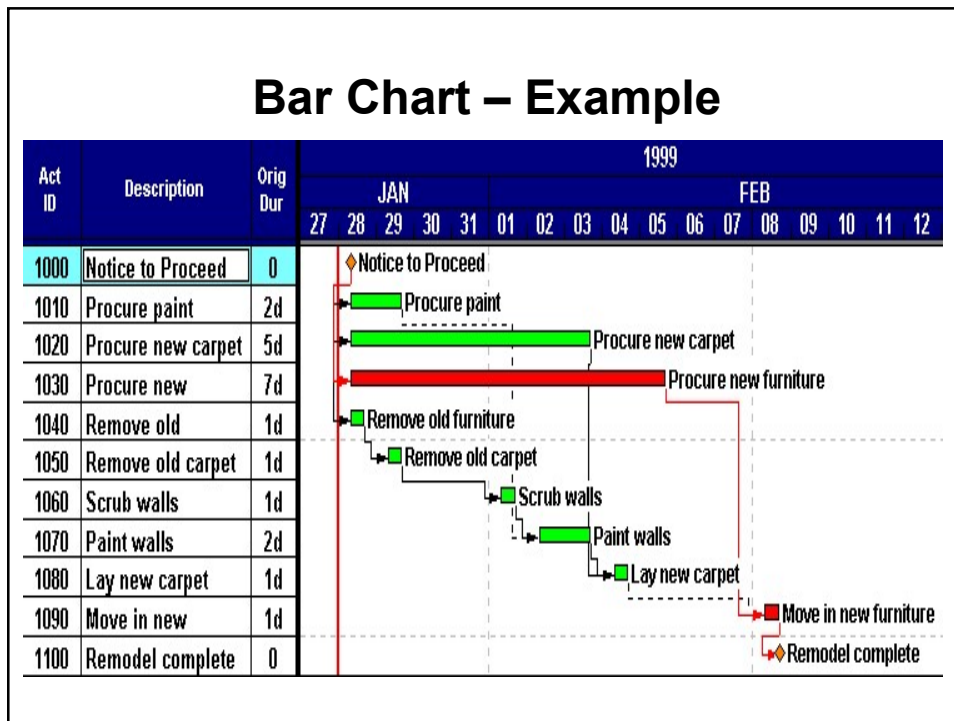 Bar Chart – Example
Act ID Description Orig Dur 1999
JAN FEB
27 28 29 30 31 01 02 03 04 05 06 07 08 09 10 11 12
1000 Notice to Proceed 0 Notice to Proceed
1010 Procure paint 2d Procure paint
1020 Procure new carpet 5d Procure new carpet
1030 Procure new 7d Procure new furniture
1040 Remove old 1d Remove old furniture
1050 Remove old carpet 1d Remove old carpet
1060 Scrub walls 1d Scrub walls
1070 Paint walls 2d Paint walls
1080 Lay new carpet 1d Lay new carpet
1090 Move in new 1d Move in new furniture
1100 Remodel complete 0 Remodel complete